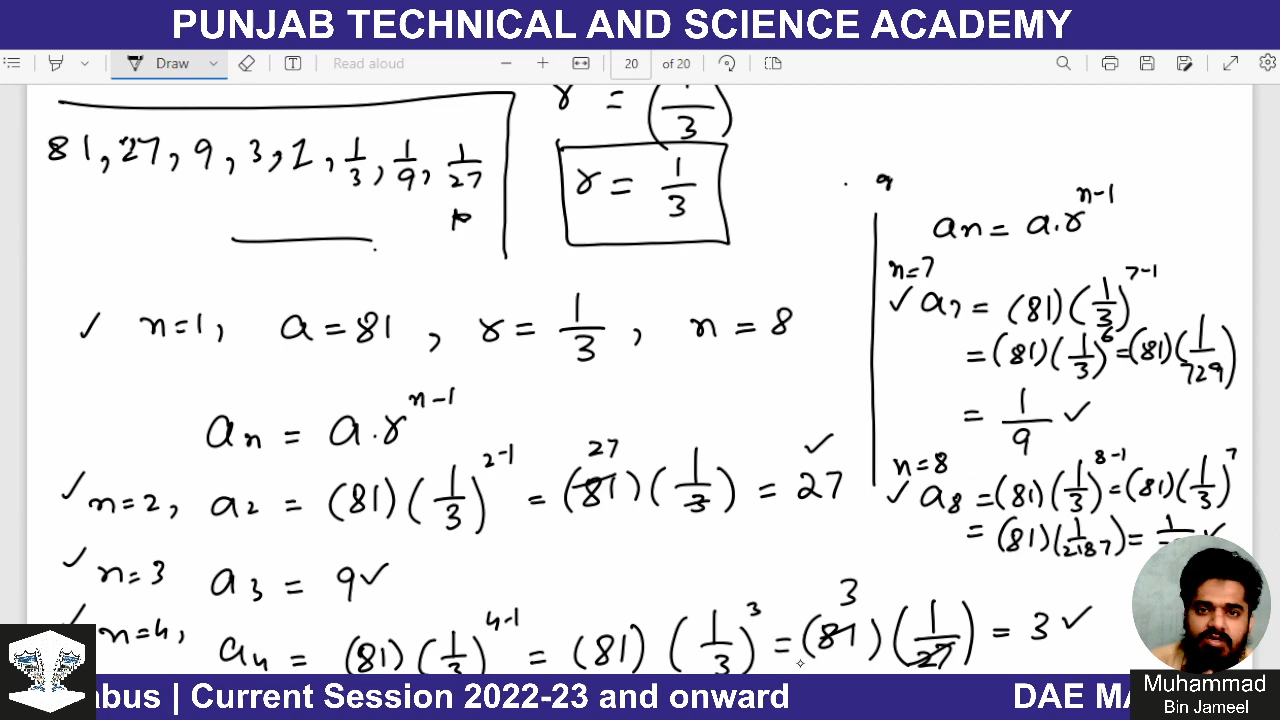 PUNJAB TECHNICAL AND SCIENCE ACADEMY
Draw Read aloud 20 of 20
r = (1/3)
81, 27, 9, 3, 1, 1/3, 1/9, 1/27
r = 1/3
n=1, a = 81, r = 1/3, n = 8
an = a.r^n-1
n=2, a2 = (81)(1/3)^2-1 = (81)(1/3) = 27
27
n=3 a3 = 9
n=4, a4 = (81)(1/3)^4-1 = (81)(1/3)^3 = (81)(1/27) = 3
3
an = a.r^n-1
n=7
a7 = (81)(1/3)^7-1
= (81)(1/3)^6 = (81)(1/729)
= 1/9
n=8
a8 = (81)(1/3)^8-1 = (81)(1/3)^7
= (81)(1/2187) = 1/
bus | Current Session 2022-23 and onward
DAE MA
Muhammad
Bin Jameel